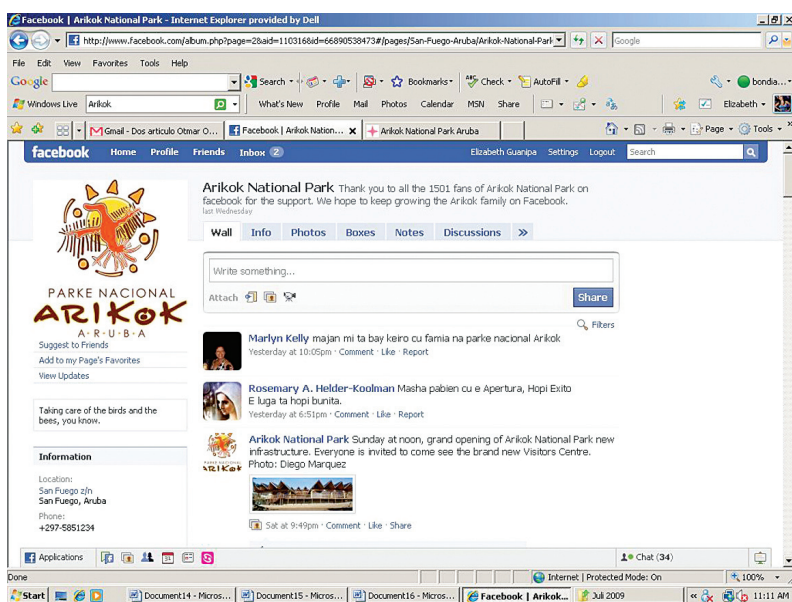 Facebook | Arikok National Park - Internet Explorer provided by Dell
http://www.facebook.com/album.php?page=2&aid=110316&id=66890538473#/pages/San-Fuego-Aruba/Arikok-National-Park
Google
File Edit View Favorites Tools Help
Google Search Bookmarks Check AutoFill bondia...
Windows Live Arikok What's New Profile Mail Photos Calendar MSN Share Elizabeth
Gmail - Dos articulo Otmar O... Facebook | Arikok Nation... Arikok National Park Aruba Page Tools
facebook Home Profile Friends Inbox 2 Elizabeth Guanipa Settings Logout Search
PARKE NACIONAL
ARIKOK
A·R·U·B·A
Suggest to Friends
Add to my Page's Favorites
View Updates
Taking care of the birds and the
bees, you know.
Information
Location:
San Fuego z/n
San Fuego, Aruba
Phone:
+297-5851234
Arikok National Park Thank you to all the 1501 fans of Arikok National Park on
facebook for the support. We hope to keep growing the Arikok family on Facebook.
last Wednesday
Wall Info Photos Boxes Notes Discussions »
Write something...
Attach Share
Filters
Marlyn Kelly majan mi ta bay keiro cu famia na parke nacional Arikok
Yesterday at 10:05pm · Comment · Like · Report
Rosemary A. Helder-Koolman Masha pabien cu e Apertura, Hopi Exito
E luga ta hopi bunita.
Yesterday at 6:51pm · Comment · Like · Report
PARKE NACIONAL
ARIKOK
Arikok National Park Sunday at noon, grand opening of Arikok National Park new
infrastructure. Everyone is invited to come see the brand new Visitors Centre.
Photo: Diego Marquez
Sat at 9:49pm · Comment · Like · Share
Applications 31 Chat (34)
Done Internet | Protected Mode: On 100%
Start Document14 - Micros... Document15 - Micros... Document16 - Micros... Facebook | Arikok... Juli 2009 11:11 AM